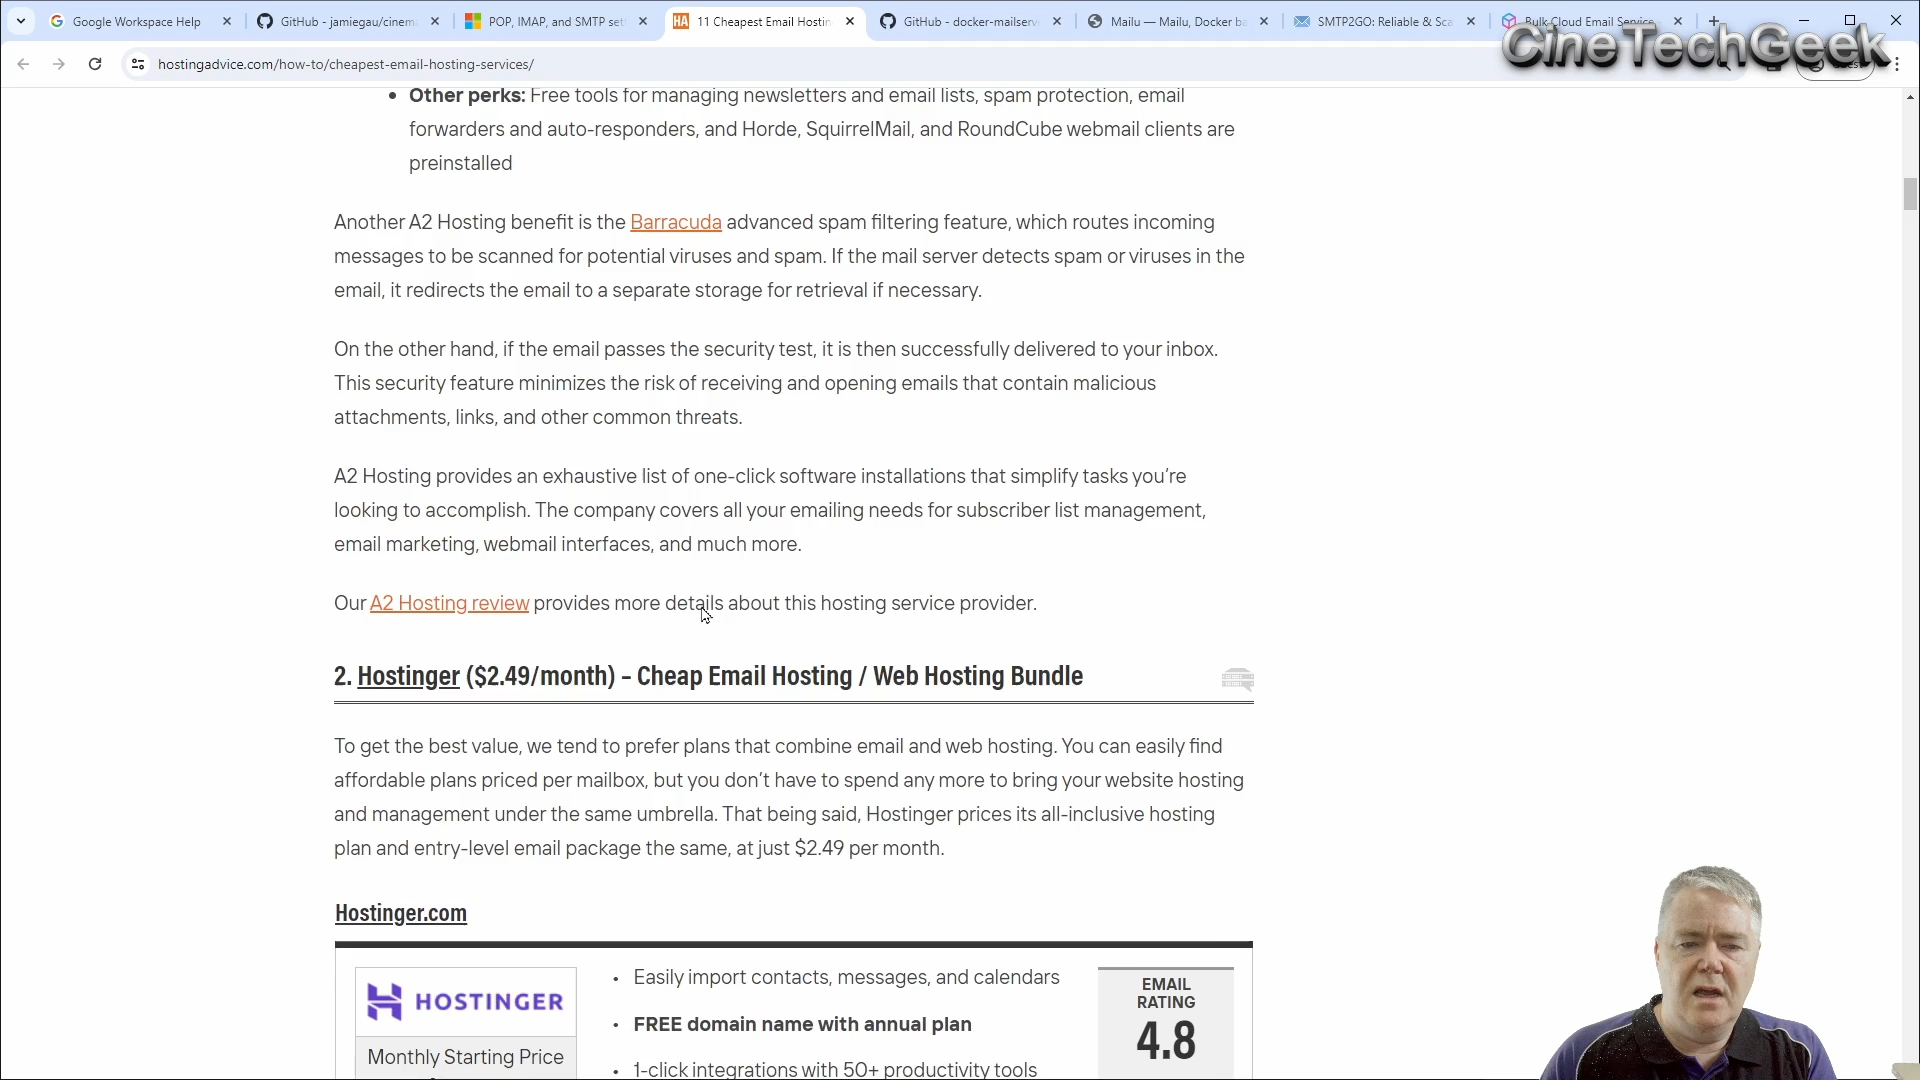 Google Workspace Help
GitHub - jamiegau/cinem
POP, IMAP, and SMTP set
11 Cheapest Email Hostin
GitHub - docker-mailserv
Mailu — Mailu, Docker ba
SMTP2GO: Reliable & Sca
Bulk Cloud Email Service
CineTechGeek
hostingadvice.com/how-to/cheapest-email-hosting-services/
• Other perks: Free tools for managing newsletters and email lists, spam protection, email
forwarders and auto-responders, and Horde, SquirrelMail, and RoundCube webmail clients are
preinstalled
Another A2 Hosting benefit is the Barracuda advanced spam filtering feature, which routes incoming
messages to be scanned for potential viruses and spam. If the mail server detects spam or viruses in the
email, it redirects the email to a separate storage for retrieval if necessary.
On the other hand, if the email passes the security test, it is then successfully delivered to your inbox.
This security feature minimizes the risk of receiving and opening emails that contain malicious
attachments, links, and other common threats.
A2 Hosting provides an exhaustive list of one-click software installations that simplify tasks you're
looking to accomplish. The company covers all your emailing needs for subscriber list management,
email marketing, webmail interfaces, and much more.
Our A2 Hosting review provides more details about this hosting service provider.
2. Hostinger ($2.49/month) – Cheap Email Hosting / Web Hosting Bundle
To get the best value, we tend to prefer plans that combine email and web hosting. You can easily find
affordable plans priced per mailbox, but you don't have to spend any more to bring your website hosting
and management under the same umbrella. That being said, Hostinger prices its all-inclusive hosting
plan and entry-level email package the same, at just $2.49 per month.
Hostinger.com
HOSTINGER
Monthly Starting Price
• Easily import contacts, messages, and calendars
• FREE domain name with annual plan
• 1-click integrations with 50+ productivity tools
EMAIL
RATING
4.8